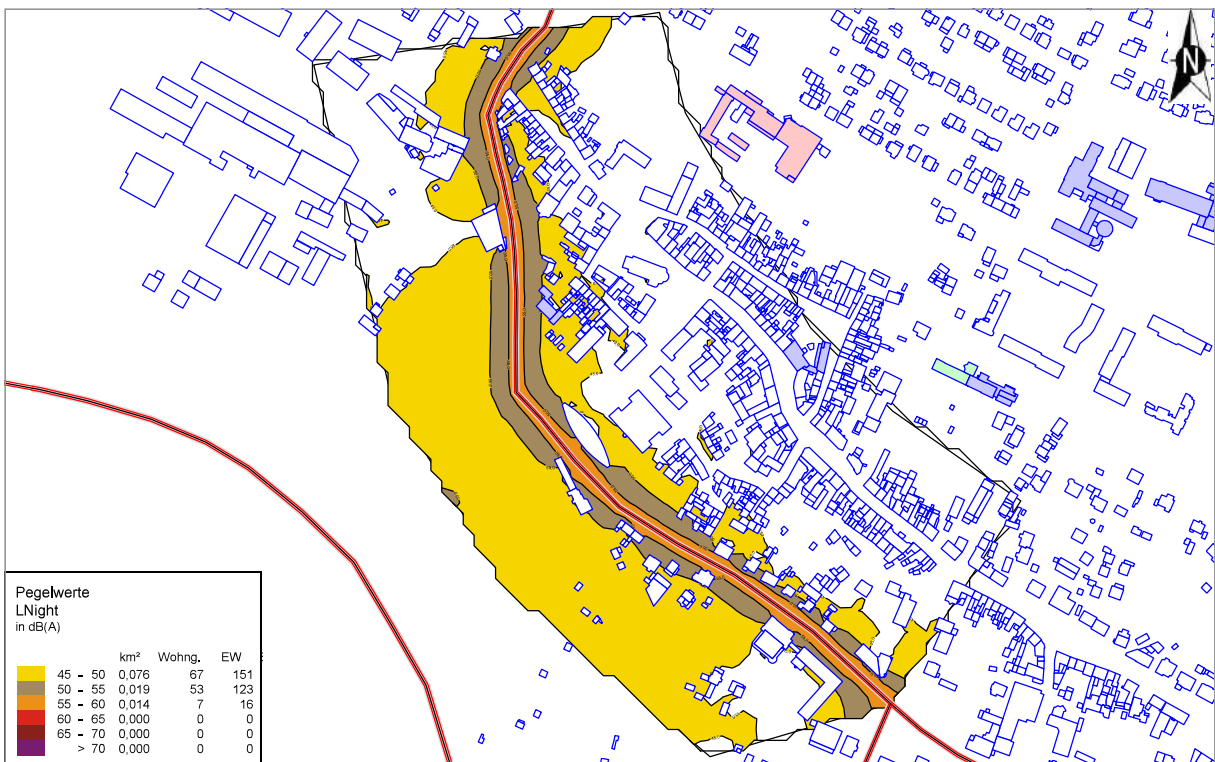 N
Pegelwerte
LNight
in dB(A)
km² Wohng. EW
45 - 50 0,076 67 151
50 - 55 0,019 53 123
55 - 60 0,014 7 16
60 - 65 0,000 0 0
65 - 70 0,000 0 0
> 70 0,000 0 0